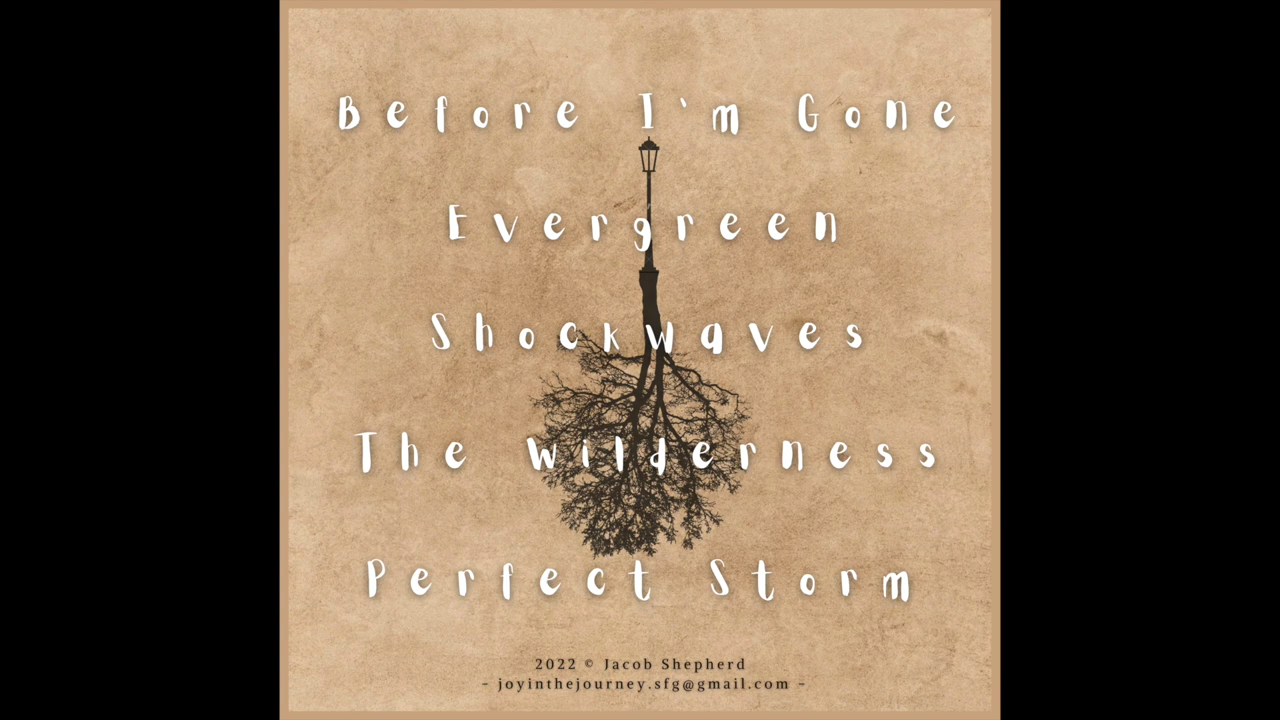 Before I'm Gone
Evergreen
Shockwaves
The Wilderness
Perfect Storm
2022 © Jacob Shepherd
- joyinthejourney.sfg@gmail.com -